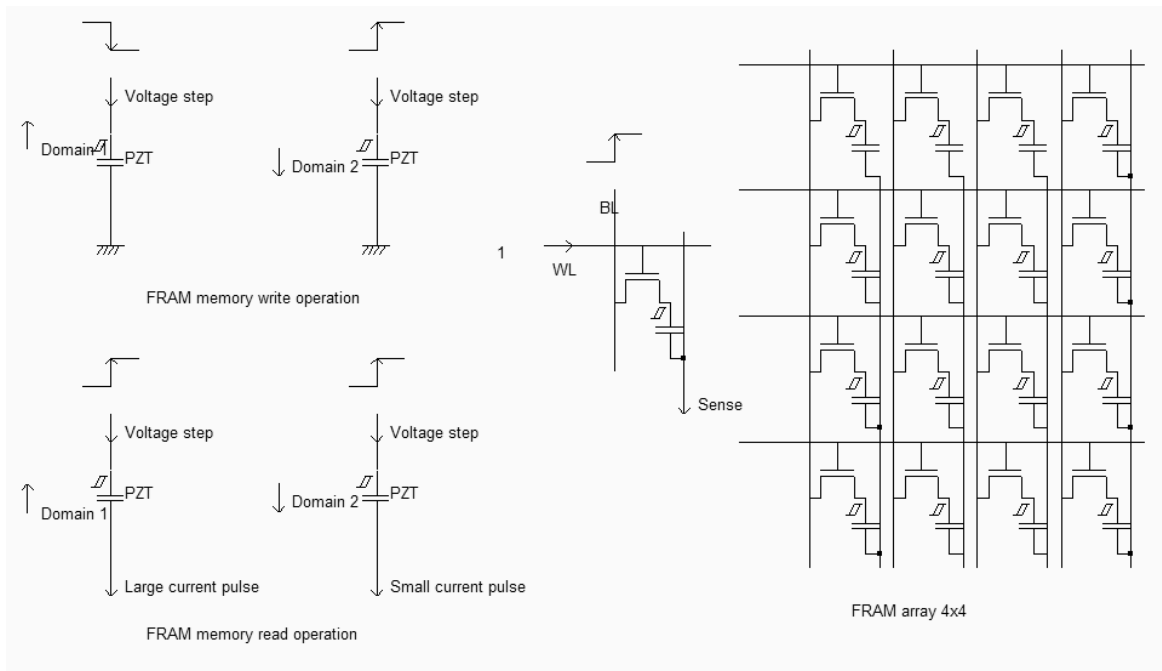 Voltage step
Voltage step
Domain 1
PZT
Domain 2
PZT
FRAM memory write operation
Voltage step
Voltage step
Domain 1
PZT
Domain 2
PZT
Large current pulse
Small current pulse
FRAM memory read operation
BL
1
WL
Sense
FRAM array 4x4